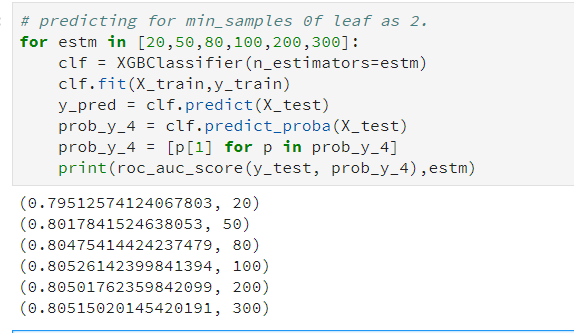 # predicting for min_samples 0f leaf as 2.
for estm in [20,50,80,100,200,300]:
    clf = XGBClassifier(n_estimators=estm)
    clf.fit(X_train,y_train)
    y_pred = clf.predict(X_test)
    prob_y_4 = clf.predict_proba(X_test)
    prob_y_4 = [p[1] for p in prob_y_4]
    print(roc_auc_score(y_test, prob_y_4),estm)
(0.79512574124067803, 20)
(0.8017841524638053, 50)
(0.80475414424237479, 80)
(0.80526142399841394, 100)
(0.80501762359842099, 200)
(0.80515020145420191, 300)